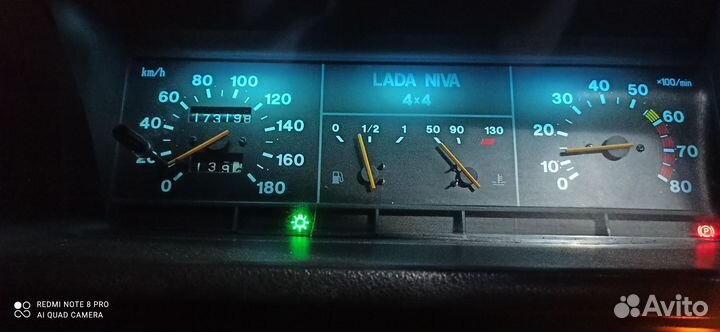 km/h
0 20 40 60 80 100 120 140 160 180
173198
LADA NIVA
4×4
0 1/2 1
50 90 130
×100/min
0 10 20 30 40 50 60 70 80
P
REDMI NOTE 8 PRO
AI QUAD CAMERA
Avito